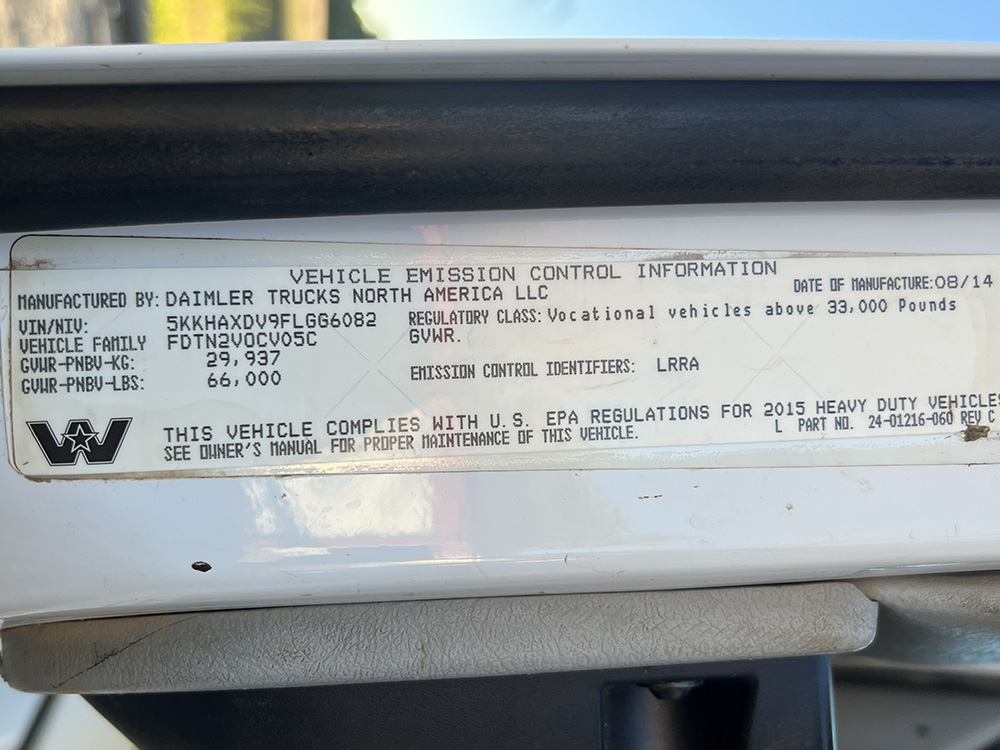 VEHICLE EMISSION CONTROL INFORMATION
MANUFACTURED BY: DAIMLER TRUCKS NORTH AMERICA LLC
DATE OF MANUFACTURE:08/14
VIN/NIV: 5KKHAXDV9FLGG6082
VEHICLE FAMILY FDTN2VOCV05C
GVWR-PNBV-KG: 29,937
GVWR-PNBV-LBS: 66,000
REGULATORY CLASS: Vocational vehicles above 33,000 Pounds
GVWR.
EMISSION CONTROL IDENTIFIERS: LRRA
THIS VEHICLE COMPLIES WITH U.S. EPA REGULATIONS FOR 2015 HEAVY DUTY VEHICLES
SEE OWNER'S MANUAL FOR PROPER MAINTENANCE OF THIS VEHICLE.
L PART NO. 24-01216-060 REV C
W